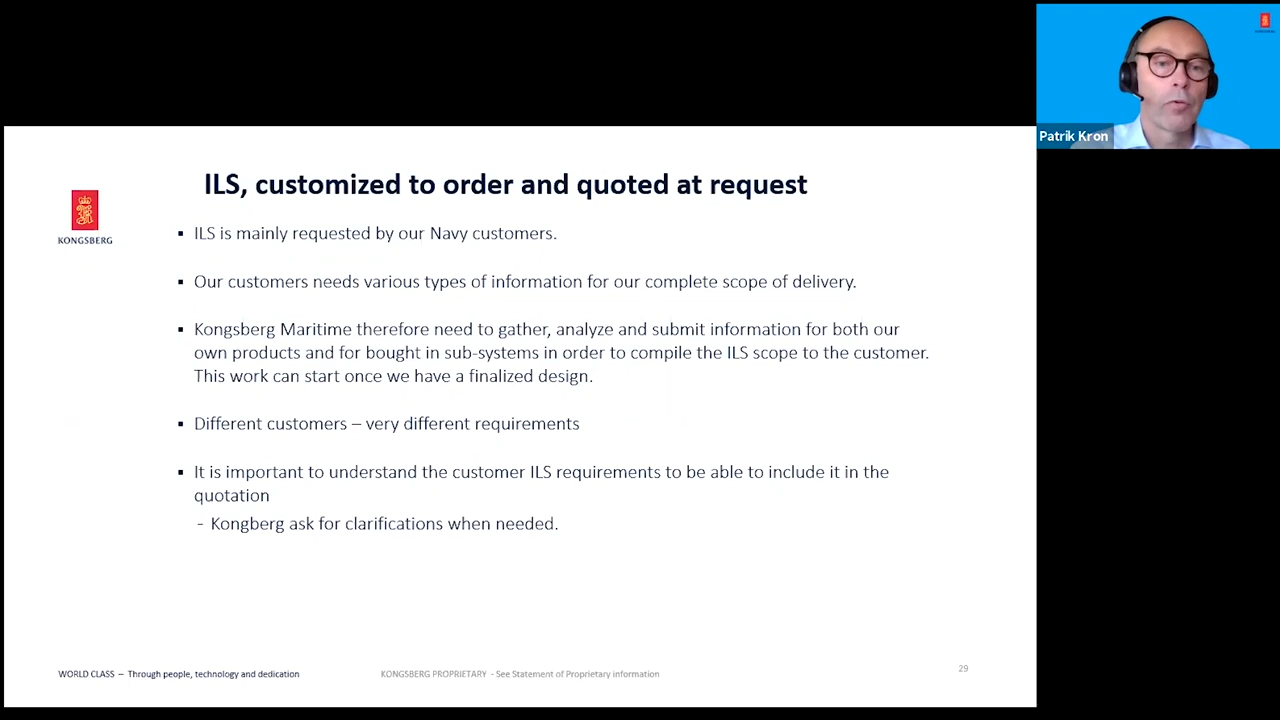 Patrik Kron
ILS, customized to order and quoted at request
KONGSBERG
▪ ILS is mainly requested by our Navy customers.
▪ Our customers needs various types of information for our complete scope of delivery.
▪ Kongsberg Maritime therefore need to gather, analyze and submit information for both our
own products and for bought in sub-systems in order to compile the ILS scope to the customer.
This work can start once we have a finalized design.
▪ Different customers – very different requirements
▪ It is important to understand the customer ILS requirements to be able to include it in the
quotation
- Kongberg ask for clarifications when needed.
WORLD CLASS – Through people, technology and dedication
KONGSBERG PROPRIETARY - See Statement of Proprietary information
29